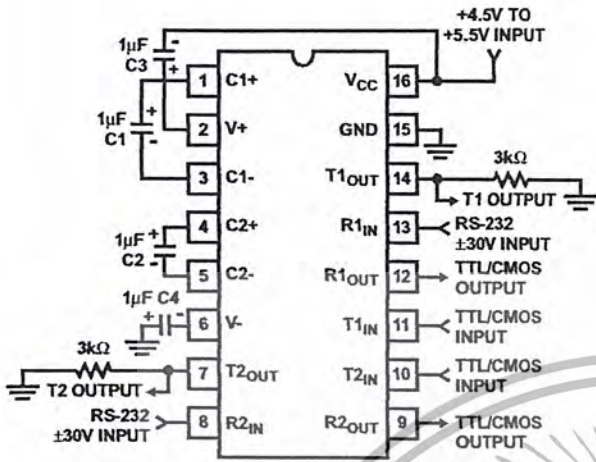 +4.5V TO
+5.5V INPUT
1µF
C3
-
+
1
C1+
VCC
16
1µF
C1
+
-
2
V+
GND
15
3
C1-
T1OUT
14
3kΩ
T1 OUTPUT
4
C2+
R1IN
13
RS-232
±30V INPUT
1µF
C2
+
-
5
C2-
R1OUT
12
TTL/CMOS
OUTPUT
1µF C4
+
-
6
V-
T1IN
11
TTL/CMOS
INPUT
3kΩ
T2 OUTPUT
7
T2OUT
T2IN
10
TTL/CMOS
INPUT
RS-232
±30V INPUT
8
R2IN
R2OUT
9
TTL/CMOS
OUTPUT